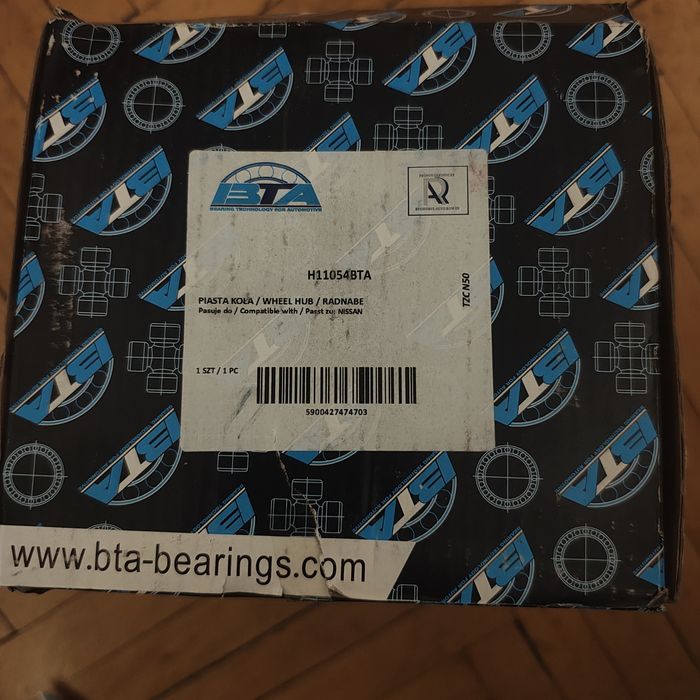 BTA
BEARING TECHNOLOGY FOR AUTOMOTIVE
H11054BTA
PIASTA KOŁA / WHEEL HUB / RADNABE
Pasuje do / Compatible with / Passt zu: NISSAN
TZC N50
1 SZT / 1 PC
5900427474703
www.bta-bearings.com